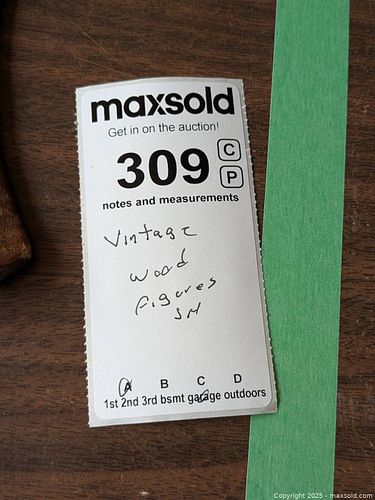 maxsold
Get in on the auction!
309 C
P
notes and measurements
Vintage
wood
Figures
JH
A B C D
1st 2nd 3rd bsmt garage outdoors
Copyright © 2025 - maxsold.com